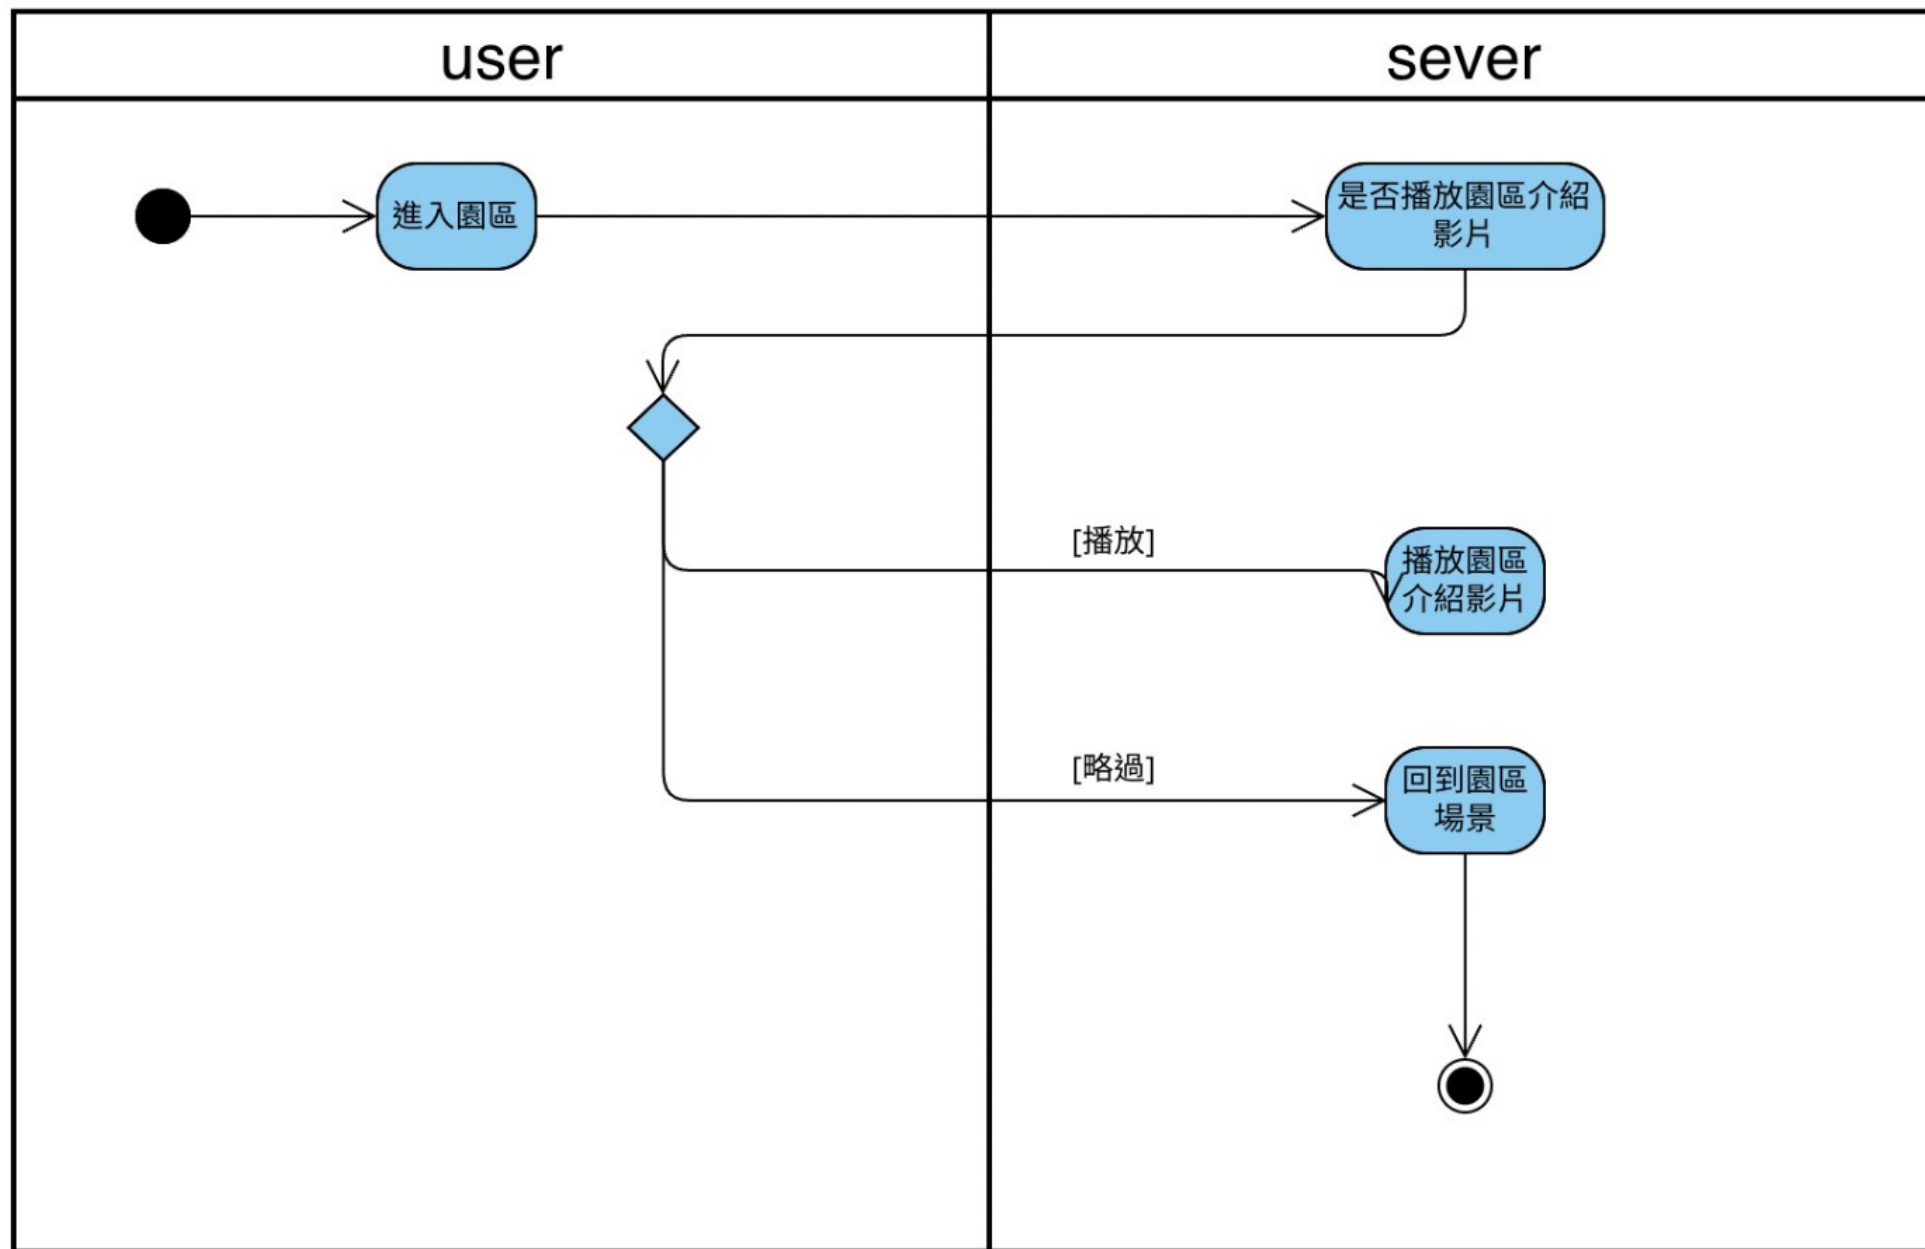 user
sever
進入園區
是否播放園區介紹
影片
[播放]
播放園區
介紹影片
[略過]
回到園區
場景